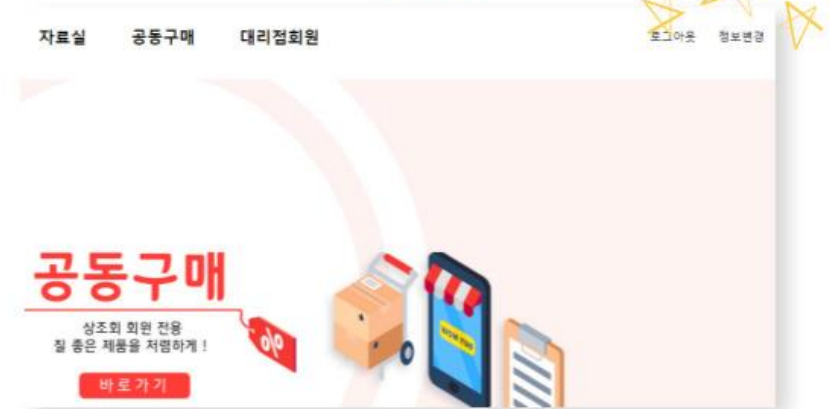 자료실 공동구매 대리점회원 로그아웃 정보변경
공동구매
상조회 회원 전용
질 좋은 제품을 저렴하게 !
%
바로가기